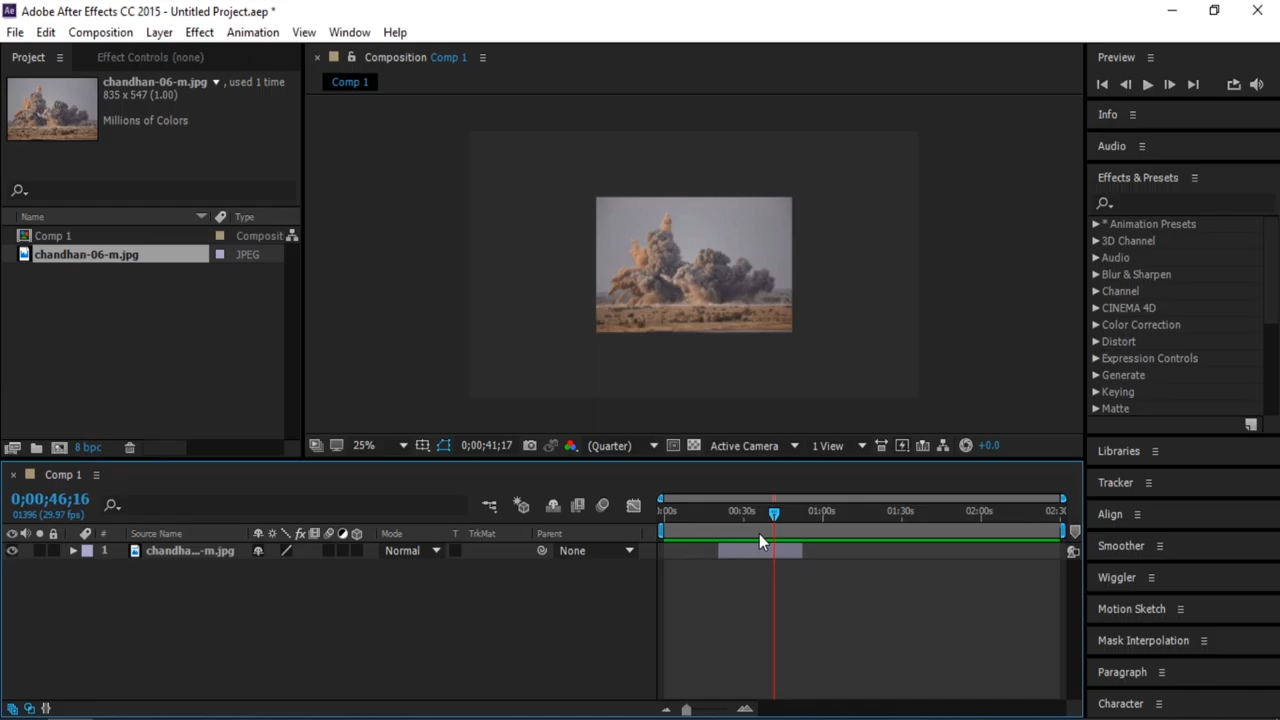 Ae Adobe After Effects CC 2015 - Untitled Project.aep *
File Edit Composition Layer Effect Animation View Window Help
Project Effect Controls (none)
chandhan-06-m.jpg , used 1 time
835 x 547 (1.00)
Millions of Colors
Name Type
Comp 1 Composit
chandhan-06-m.jpg JPEG
8 bpc
Composition Comp 1
Comp 1
25% 0;00;41;17 (Quarter) Active Camera 1 View +0.0
Preview
Info
Audio
Effects & Presets
* Animation Presets
3D Channel
Audio
Blur & Sharpen
Channel
CINEMA 4D
Color Correction
Distort
Expression Controls
Generate
Keying
Matte
Libraries
Tracker
Align
Smoother
Wiggler
Motion Sketch
Mask Interpolation
Paragraph
Character
Comp 1
0;00;46;16
01396 (29.97 fps)
:00s 00:30s 01:00s 01:30s 02:00s 02:30
# Source Name Mode T TrkMat Parent
1 chandha...-m.jpg Normal None